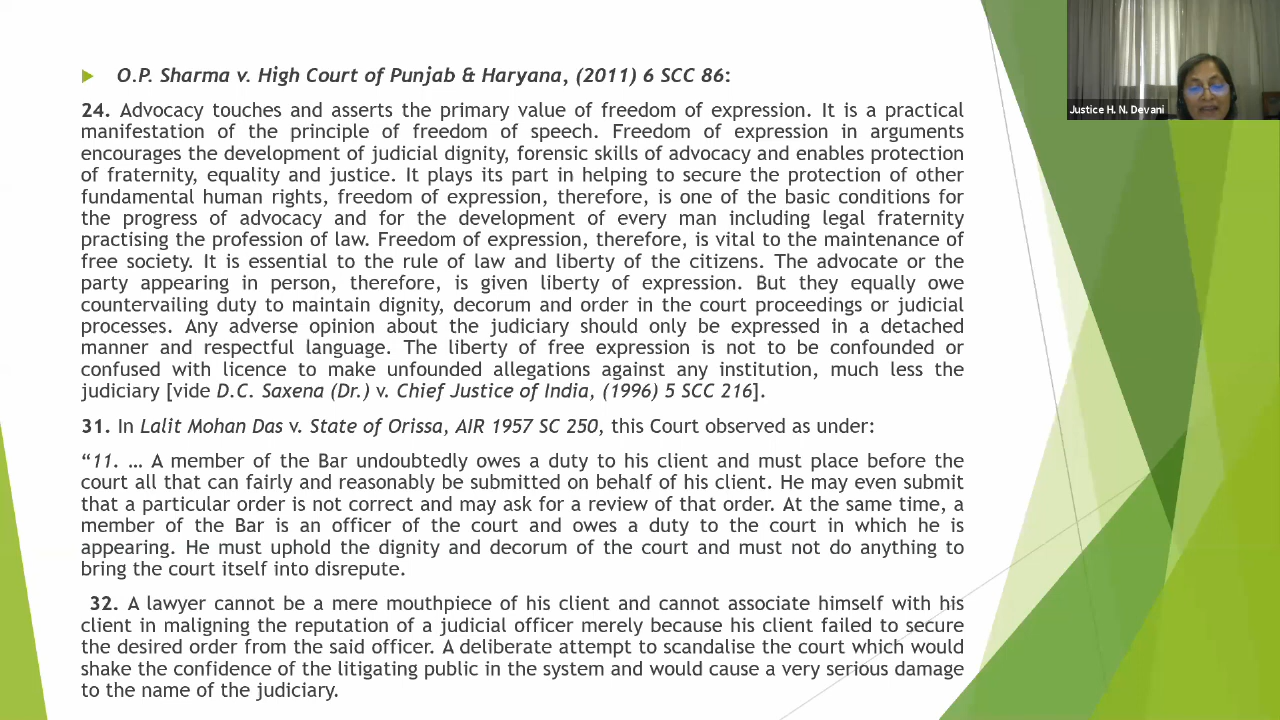 O.P. Sharma v. High Court of Punjab & Haryana, (2011) 6 SCC 86:
24. Advocacy touches and asserts the primary value of freedom of expression. It is a practical
manifestation of the principle of freedom of speech. Freedom of expression in arguments
encourages the development of judicial dignity, forensic skills of advocacy and enables protection
of fraternity, equality and justice. It plays its part in helping to secure the protection of other
fundamental human rights, freedom of expression, therefore, is one of the basic conditions for
the progress of advocacy and for the development of every man including legal fraternity
practising the profession of law. Freedom of expression, therefore, is vital to the maintenance of
free society. It is essential to the rule of law and liberty of the citizens. The advocate or the
party appearing in person, therefore, is given liberty of expression. But they equally owe
countervailing duty to maintain dignity, decorum and order in the court proceedings or judicial
processes. Any adverse opinion about the judiciary should only be expressed in a detached
manner and respectful language. The liberty of free expression is not to be confounded or
confused with licence to make unfounded allegations against any institution, much less the
judiciary [vide D.C. Saxena (Dr.) v. Chief Justice of India, (1996) 5 SCC 216].
31. In Lalit Mohan Das v. State of Orissa, AIR 1957 SC 250, this Court observed as under:
“11. … A member of the Bar undoubtedly owes a duty to his client and must place before the
court all that can fairly and reasonably be submitted on behalf of his client. He may even submit
that a particular order is not correct and may ask for a review of that order. At the same time, a
member of the Bar is an officer of the court and owes a duty to the court in which he is
appearing. He must uphold the dignity and decorum of the court and must not do anything to
bring the court itself into disrepute.
32. A lawyer cannot be a mere mouthpiece of his client and cannot associate himself with his
client in maligning the reputation of a judicial officer merely because his client failed to secure
the desired order from the said officer. A deliberate attempt to scandalise the court which would
shake the confidence of the litigating public in the system and would cause a very serious damage
to the name of the judiciary.
Justice H. N. Devani